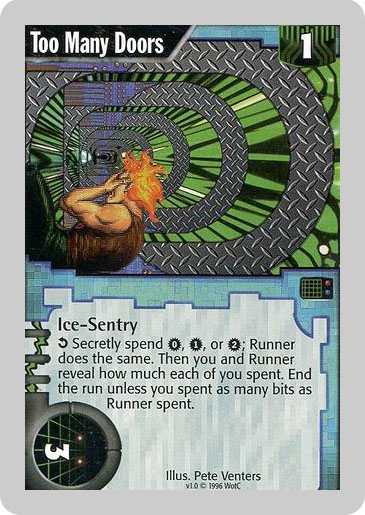 Too Many Doors
1
Ice-Sentry
Secretly spend 0, 1, or 2; Runner
does the same. Then you and Runner
reveal how much each of you spent. End
the run unless you spent as many bits as
Runner spent.
3
Illus. Pete Venters
v1.0 © 1996 WotC